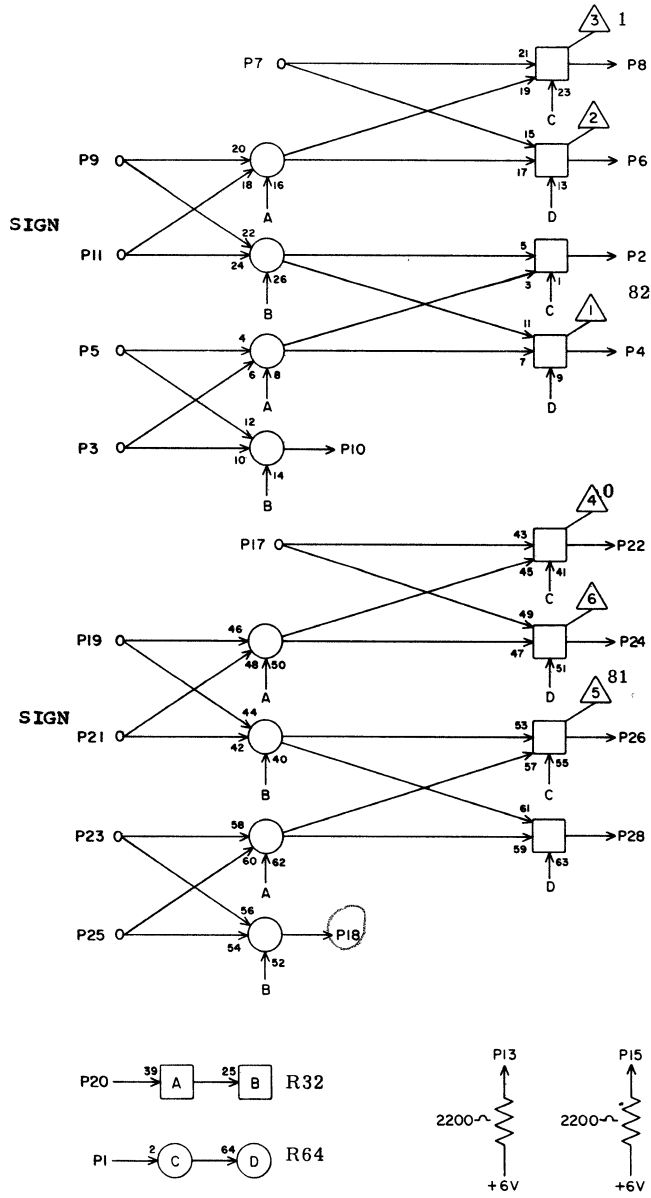 3 1
P7 21 P8
19 23
C
2
15
P9 20 17 P6
18 16 13
A D
SIGN
22 5 P2
P11 24 26 3 1
B C 82
1
11
P5 4 7 P4
6 8 9
A D
12
P3 10 14 P10
B
4 0
P17 43 P22
45 41
C
6
49
P19 46 47 P24
48 50 51
A D
5 81
SIGN
44 53 P26
P21 42 40 57 55
B C
61
P23 58 59 P28
60 62 63
A D
56
P25 54 52 P18
B
P20 39 A 25 B R32
P1 2 C 64 D R64
P13 P15
2200 2200
+6V +6V